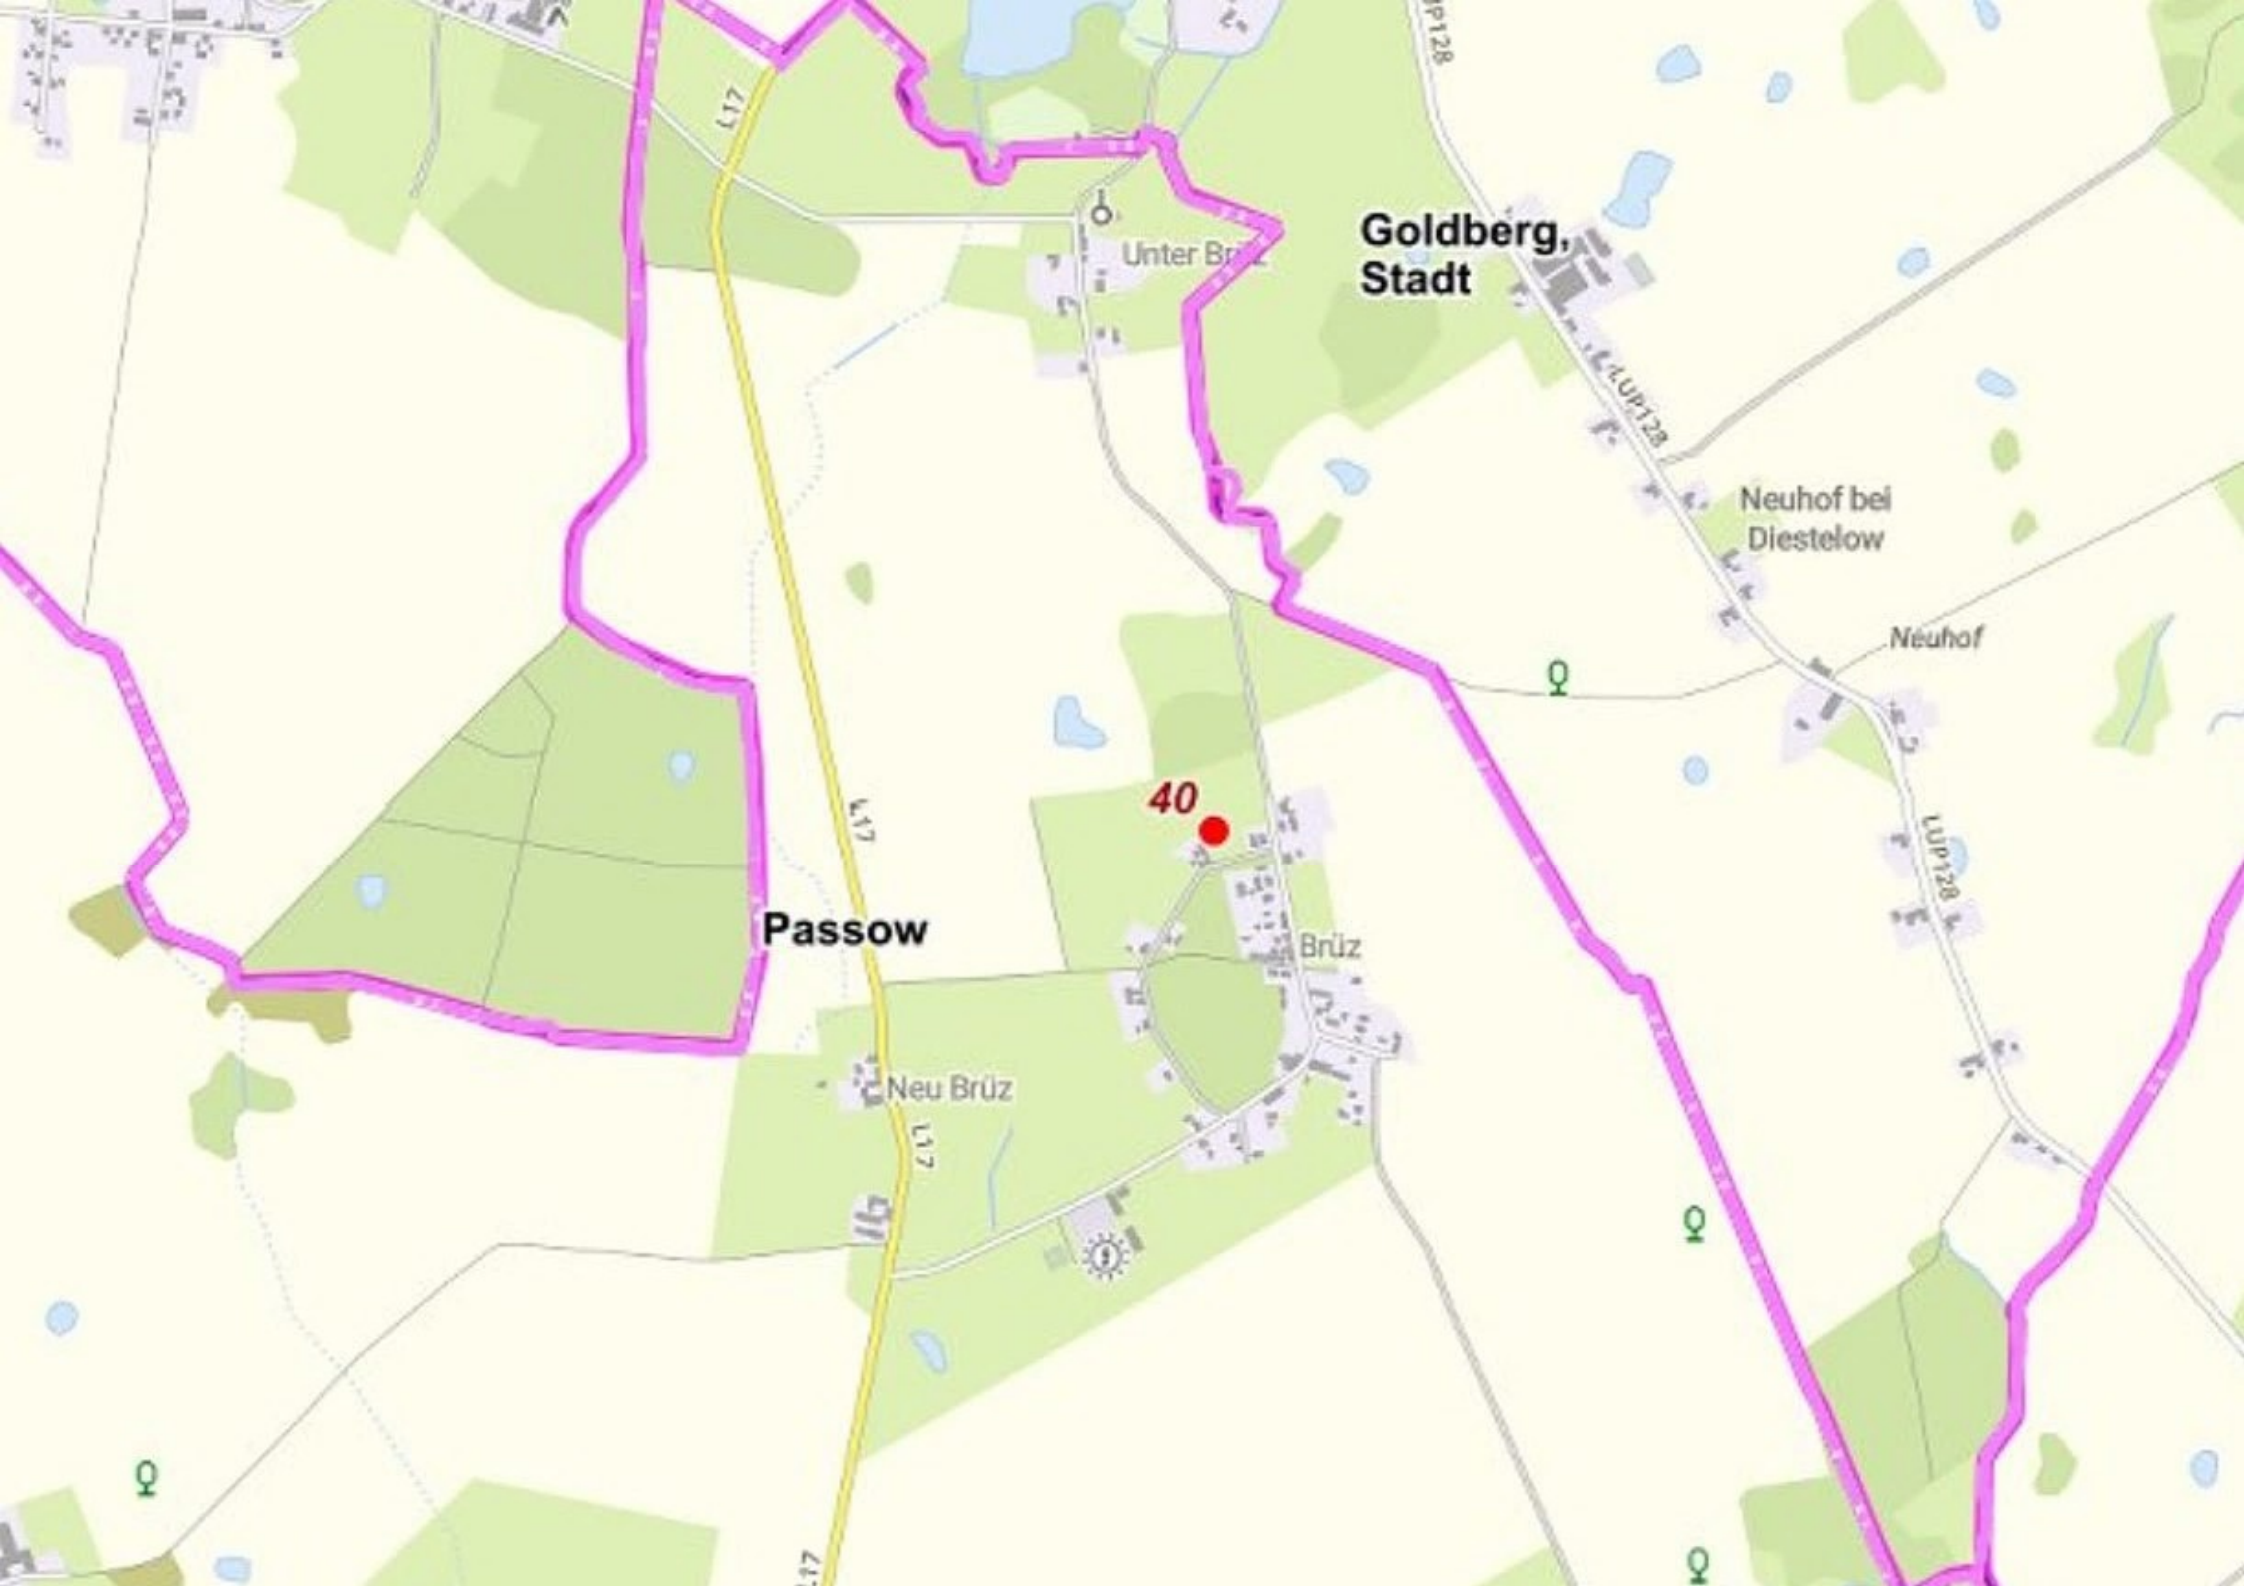 L17
Goldberg,
Stadt
Unter Brüz
LUP128
Neuhof bei
Diestelow
Neuhof
40
L17
LUP128
Passow
Brüz
Neu Brüz
L17
L17